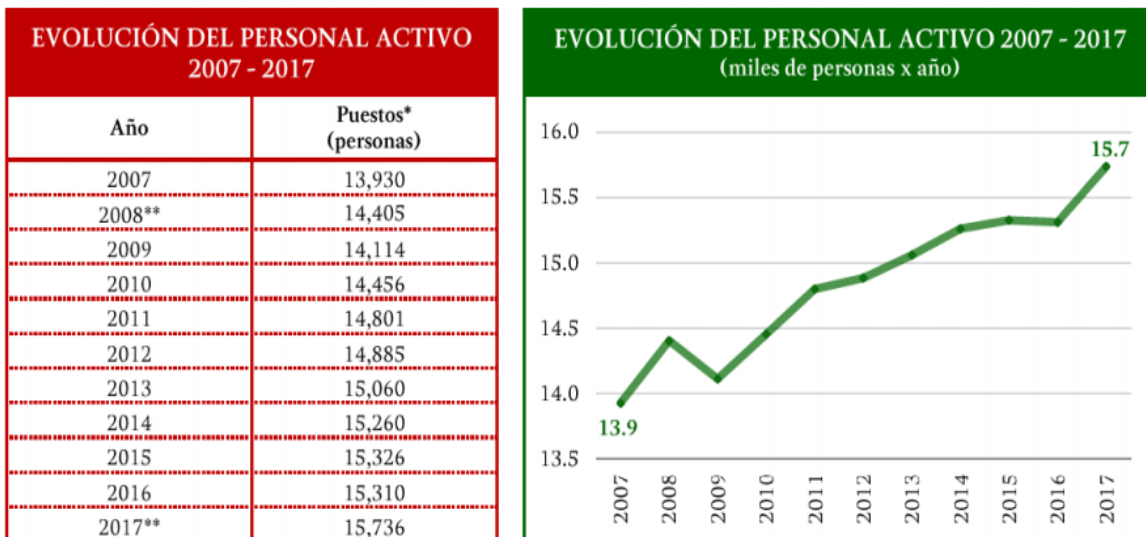 EVOLUCIÓN DEL PERSONAL ACTIVO
2007 - 2017
Año
Puestos*
(personas)
2007 13,930
2008** 14,405
2009 14,114
2010 14,456
2011 14,801
2012 14,885
2013 15,060
2014 15,260
2015 15,326
2016 15,310
2017** 15,736
EVOLUCIÓN DEL PERSONAL ACTIVO 2007 - 2017
(miles de personas x año)
16.0
15.7
15.5
15.0
14.5
14.0
13.9
13.5
2007 2008 2009 2010 2011 2012 2013 2014 2015 2016 2017